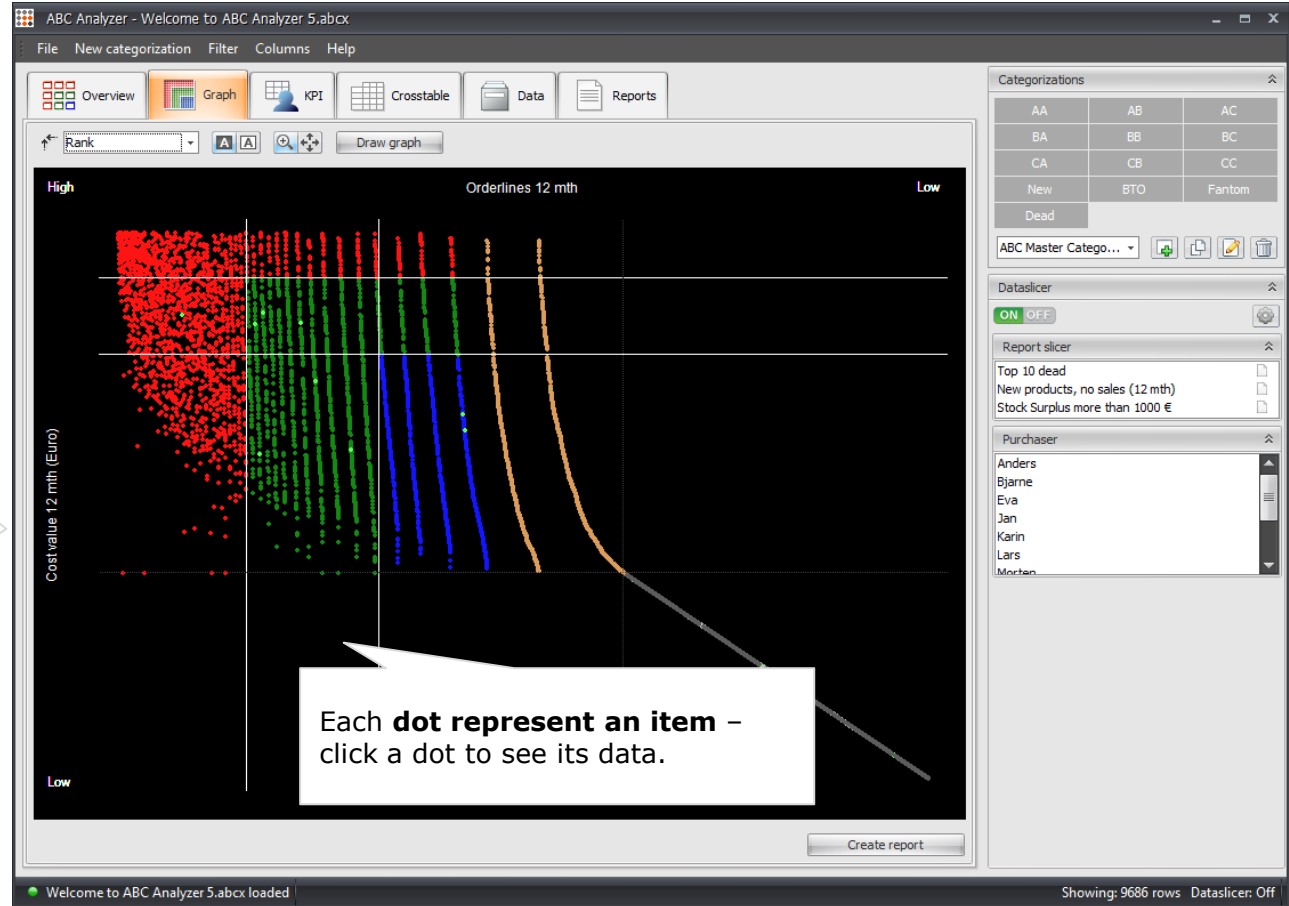 ABC Analyzer - Welcome to ABC Analyzer 5.abcx
File New categorization Filter Columns Help
Overview Graph KPI Crosstable Data Reports
Rank A A Draw graph
High Orderlines 12 mth Low
Cost value 12 mth (Euro)
Low
Each dot represent an item –
click a dot to see its data.
Create report
Categorizations
AA AB AC
BA BB BC
CA CB CC
New BTO Fantom
Dead
ABC Master Catego...
Dataslicer
ON OFF
Report slicer
Top 10 dead
New products, no sales (12 mth)
Stock Surplus more than 1000 €
Purchaser
Anders
Bjarne
Eva
Jan
Karin
Lars
Morten
Welcome to ABC Analyzer 5.abcx loaded
Showing: 9686 rows Dataslicer: Off